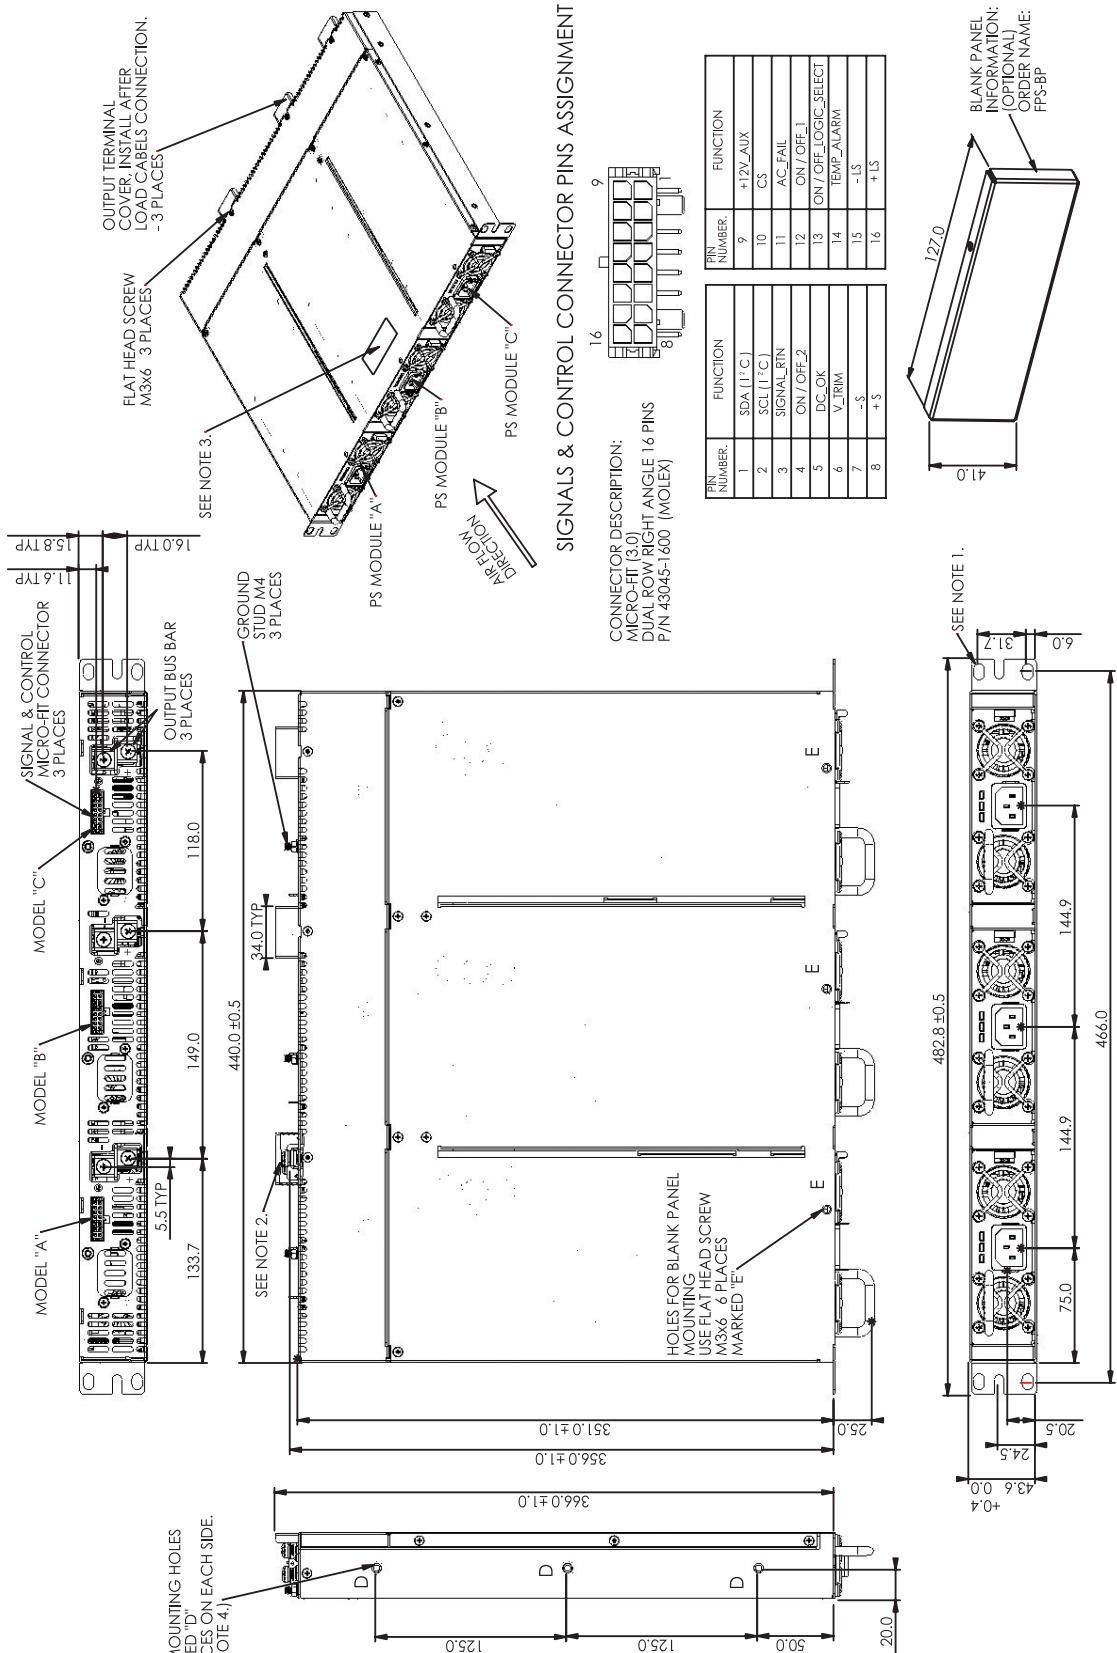 MODEL "A"
MODEL "B"
MODEL "C"
SIGNAL & CONTROL
MICRO-FIT CONNECTOR
3 PLACES
OUTPUT BUS BAR
3 PLACES
11.6 TYP
15.8 TYP
16.0 TYP
133.7
5.5 TYP
149.0
118.0
440.0 ±0.5
34.0 TYP
SEE NOTE 2.
GROUND
STUD M4
3 PLACES
HOLES FOR BLANK PANEL
MOUNTING
USE FLAT HEAD SCREW
M3x6 6 PLACES
MARKED "E"
E
E
E
351.0 ±1.0
356.0 ±1.0
25.0
366.0 ±1.0
OUNTING HOLES
ED "D"
CES ON EACH SIDE.
OTE 4.)
D
D
D
125.0
125.0
50.0
20.0
482.8 ±0.5
466.0
SEE NOTE 1.
31.7
6.0
75.0
144.9
144.9
20.5
24.5
43.6
+0.4
0.0
OUTPUT TERMINAL
COVER, INSTALL AFTER
LOAD CABELS CONNECTION.
- 3 PLACES
FLAT HEAD SCREW
M3x6 3 PLACES
SEE NOTE 3.
PS MODULE "A"
PS MODULE "B"
PS MODULE "C"
AIR FLOW
DIRECTION
SIGNALS & CONTROL CONNECTOR PINS ASSIGNMENT
CONNECTOR DESCRIPTION:
MICRO-FIT (3.0)
DUAL ROW RIGHT ANGLE 16 PINS
P/N 43045-1600 (MOLEX)
16
9
8
1
PIN NUMBER. FUNCTION
1 SDA ( I ² C )
2 SCL ( I ² C )
3 SIGNAL_RTN
4 ON / OFF_2
5 DC_OK
6 V_TRIM
7 - S
8 + S
PIN NUMBER. FUNCTION
9 +12V_AUX
10 CS
11 AC_FAIL
12 ON / OFF_1
13 ON / OFF_LOGIC_SELECT
14 TEMP_ALARM
15 - LS
16 + LS
127.0
41.0
BLANK PANEL
INFORMATION:
(OPTIONAL)
ORDER NAME:
FPS-BP